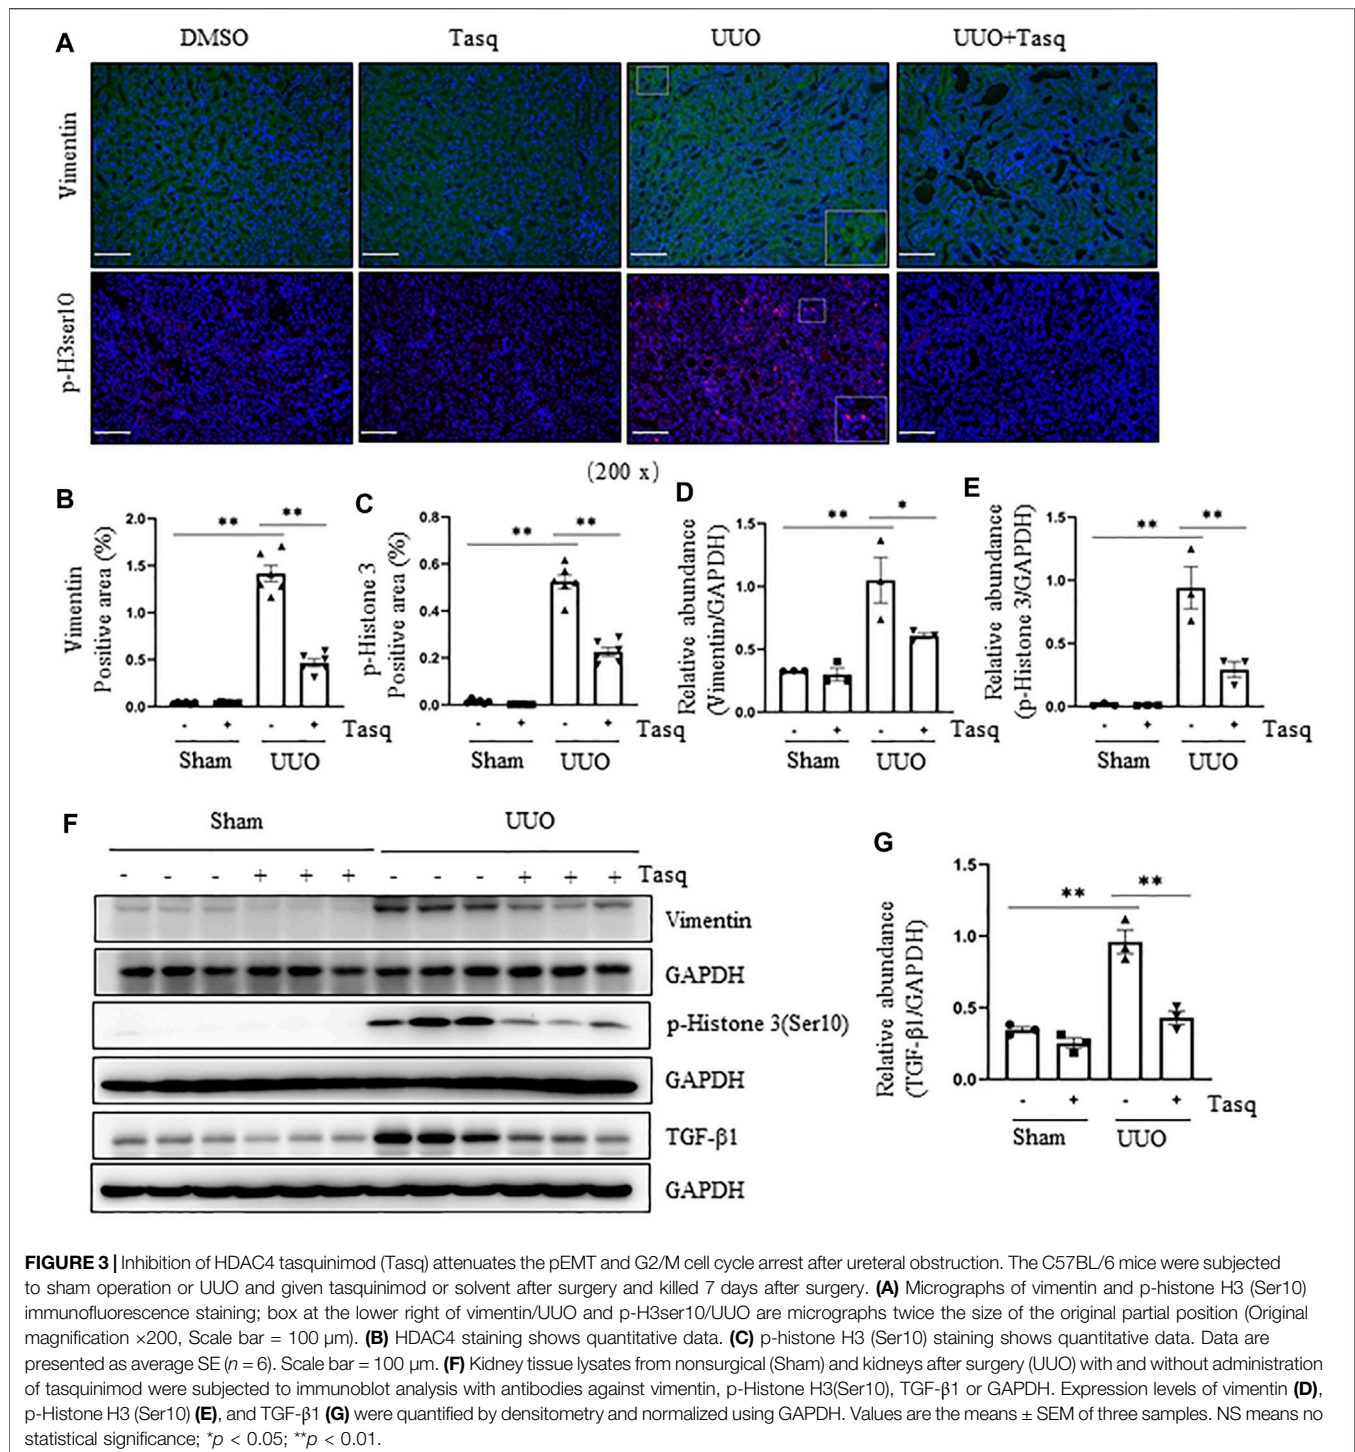 A
DMSO Tasq UUO UUO+Tasq
Vimentin
p-H3ser10
(200 x)
B
Vimentin
Positive area (%)
2.0
1.5
1.0
0.5
0.0
** **
- + - + Tasq
Sham UUO
C
p-Histone 3
Positive area (%)
0.8
0.6
0.4
0.2
0.0
** **
- + - + Tasq
Sham UUO
D
Relative abundance
(Vimentin/GAPDH)
1.5
1.0
0.5
0.0
** *
- + - + Tasq
Sham UUO
E
Relative abundance
(p-Histone 3/GAPDH)
1.5
1.0
0.5
0.0
** **
- + - + Tasq
Sham UUO
F
Sham UUO
- - - + + + - - - + + + Tasq
Vimentin
GAPDH
p-Histone 3(Ser10)
GAPDH
TGF-β1
GAPDH
G
Relative abundance
(TGF-β1/GAPDH)
1.5
1.0
0.5
0.0
** **
- + - + Tasq
Sham UUO
FIGURE 3 | Inhibition of HDAC4 tasquinimod (Tasq) attenuates the pEMT and G2/M cell cycle arrest after ureteral obstruction. The C57BL/6 mice were subjected
to sham operation or UUO and given tasquinimod or solvent after surgery and killed 7 days after surgery. (A) Micrographs of vimentin and p-histone H3 (Ser10)
immunofluorescence staining; box at the lower right of vimentin/UUO and p-H3ser10/UUO are micrographs twice the size of the original partial position (Original
magnification ×200, Scale bar = 100 μm). (B) HDAC4 staining shows quantitative data. (C) p-histone H3 (Ser10) staining shows quantitative data. Data are
presented as average SE (n = 6). Scale bar = 100 μm. (F) Kidney tissue lysates from nonsurgical (Sham) and kidneys after surgery (UUO) with and without administration
of tasquinimod were subjected to immunoblot analysis with antibodies against vimentin, p-Histone H3(Ser10), TGF-β1 or GAPDH. Expression levels of vimentin (D),
p-Histone H3 (Ser10) (E), and TGF-β1 (G) were quantified by densitometry and normalized using GAPDH. Values are the means ± SEM of three samples. NS means no
statistical significance; *p < 0.05; **p < 0.01.